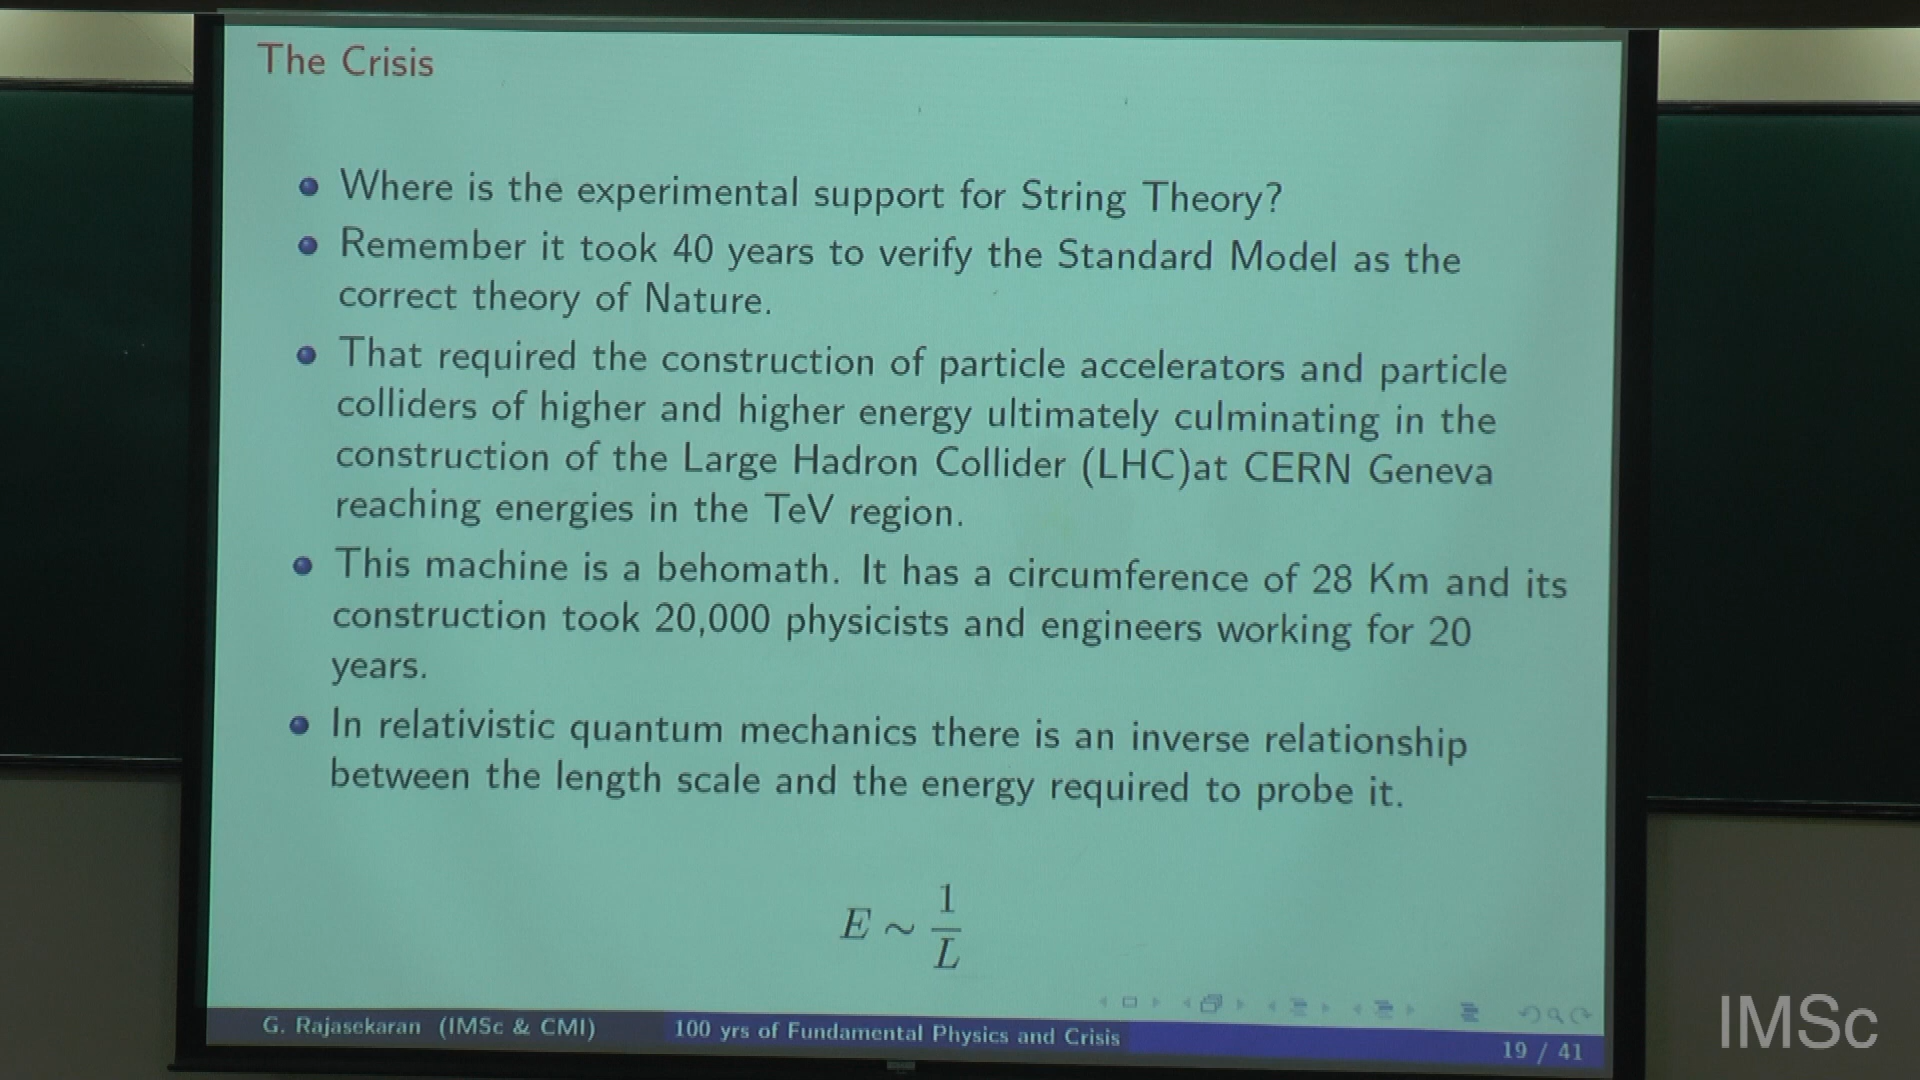 The Crisis
Where is the experimental support for String Theory?
Remember it took 40 years to verify the Standard Model as the
correct theory of Nature.
That required the construction of particle accelerators and particle
colliders of higher and higher energy ultimately culminating in the
construction of the Large Hadron Collider (LHC)at CERN Geneva
reaching energies in the TeV region.
This machine is a behomath. It has a circumference of 28 Km and its
construction took 20,000 physicists and engineers working for 20
years.
In relativistic quantum mechanics there is an inverse relationship
between the length scale and the energy required to probe it.
E ∼ 1/L
G. Rajasekaran (IMSc & CMI) 100 yrs of Fundamental Physics and Crisis
19 / 41
IMSc